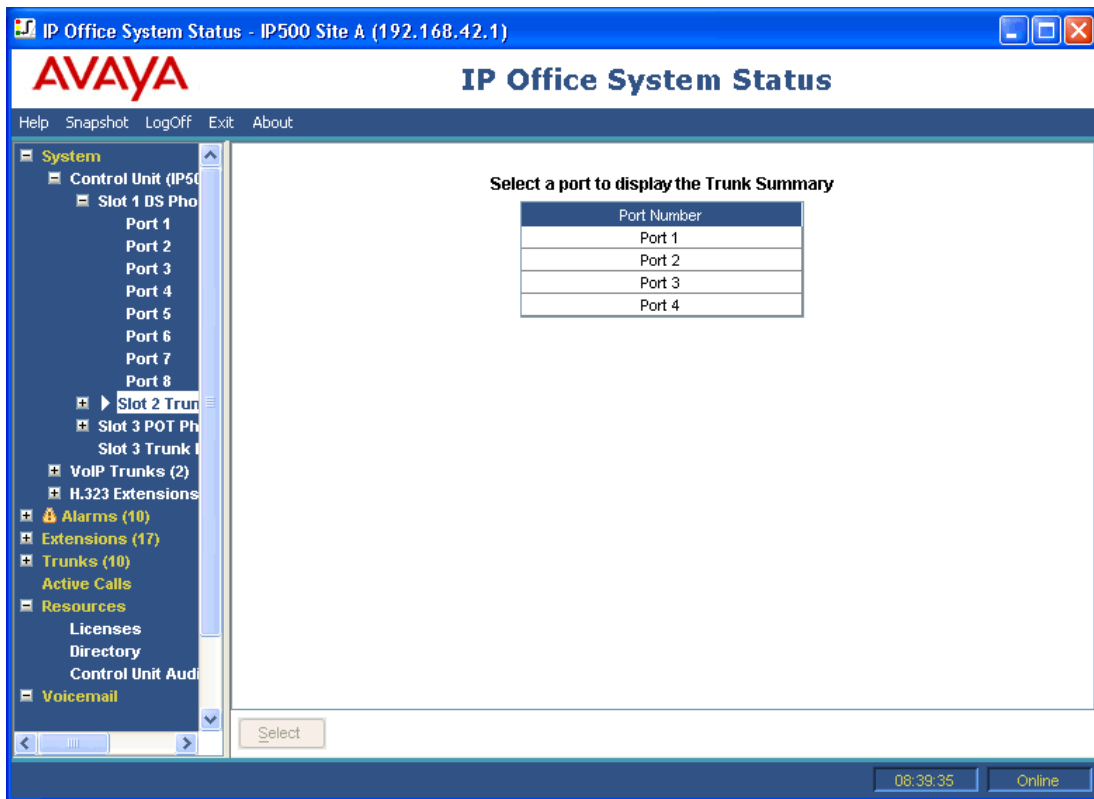 IP Office System Status - IP500 Site A (192.168.42.1)
AVAYA
IP Office System Status
Help Snapshot LogOff Exit About
System
Control Unit (IP50
Slot 1 DS Pho
Port 1
Port 2
Port 3
Port 4
Port 5
Port 6
Port 7
Port 8
Slot 2 Trun
Slot 3 POT Ph
Slot 3 Trunk
VoIP Trunks (2)
H.323 Extensions
Alarms (10)
Extensions (17)
Trunks (10)
Active Calls
Resources
Licenses
Directory
Control Unit Audi
Voicemail
Select a port to display the Trunk Summary
Port Number
Port 1
Port 2
Port 3
Port 4
Select
08:39:35
Online